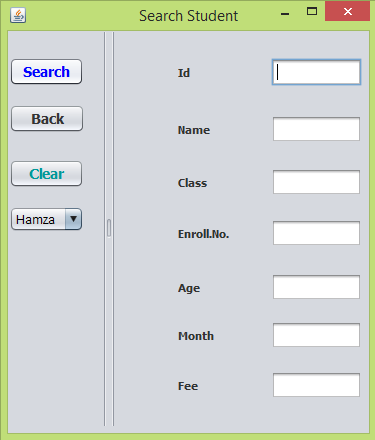 Search Student
Search
Back
Clear
Hamza
Id
Name
Class
Enroll.No.
Age
Month
Fee